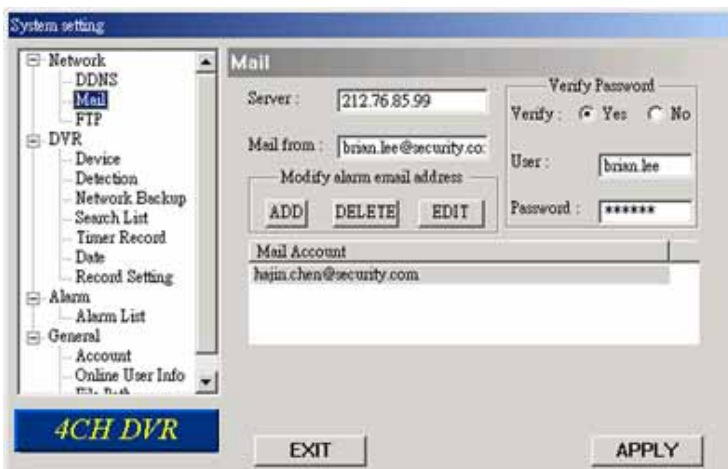 System setting
Network
DDNS
Mail
FTP
DVR
Device
Detection
Network Backup
Search List
Timer Record
Date
Record Setting
Alarm
Alarm List
General
Account
Online User Info
File Path
4CH DVR
Mail
Server :
212.76.85.99
Mail from :
brian.lee@security.co
Modify alarm email address
ADD DELETE EDIT
Verify Password
Verify : Yes No
User :
brian.lee
Password :
******
Mail Account
hajin.chen@security.com
EXIT APPLY